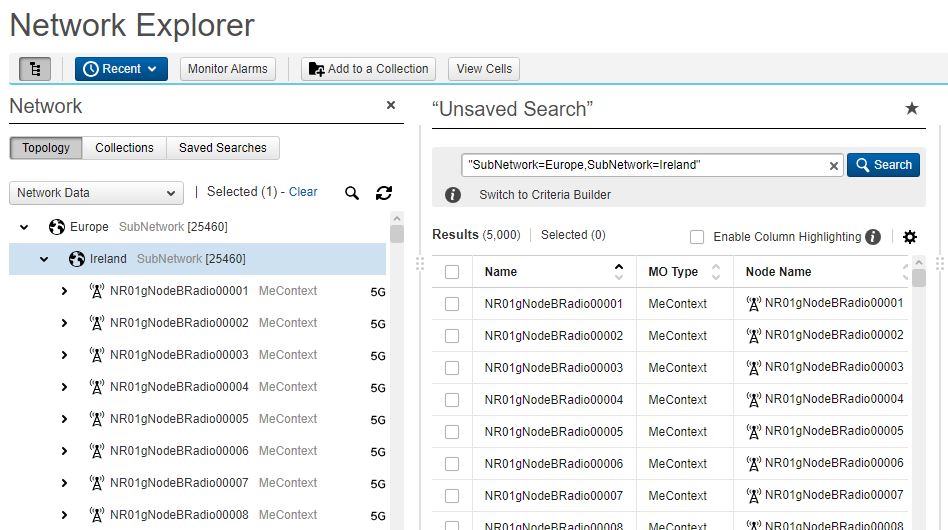 Network Explorer
Recent
Monitor Alarms
Add to a Collection
View Cells
Network
Topology
Collections
Saved Searches
Network Data
Selected (1) - Clear
Europe SubNetwork [25460]
Ireland SubNetwork [25460]
NR01gNodeBRadio00001 MeContext 5G
NR01gNodeBRadio00002 MeContext 5G
NR01gNodeBRadio00003 MeContext 5G
NR01gNodeBRadio00004 MeContext 5G
NR01gNodeBRadio00005 MeContext 5G
NR01gNodeBRadio00006 MeContext 5G
NR01gNodeBRadio00007 MeContext 5G
NR01gNodeBRadio00008 MeContext 5G
“Unsaved Search”
"SubNetwork=Europe,SubNetwork=Ireland"
Search
Switch to Criteria Builder
Results (5,000) | Selected (0)
Enable Column Highlighting
Name MO Type Node Name
NR01gNodeBRadio00001 MeContext NR01gNodeBRadio00001
NR01gNodeBRadio00002 MeContext NR01gNodeBRadio00002
NR01gNodeBRadio00003 MeContext NR01gNodeBRadio00003
NR01gNodeBRadio00004 MeContext NR01gNodeBRadio00004
NR01gNodeBRadio00005 MeContext NR01gNodeBRadio00005
NR01gNodeBRadio00006 MeContext NR01gNodeBRadio00006
NR01gNodeBRadio00007 MeContext NR01gNodeBRadio00007
NR01gNodeBRadio00008 MeContext NR01gNodeBRadio00008